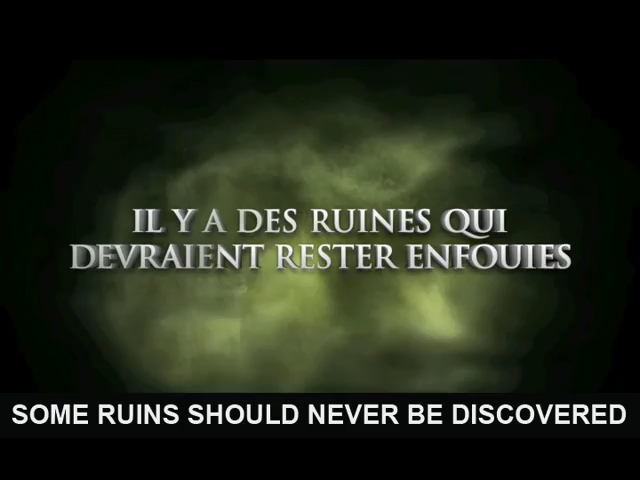 IL Y A DES RUINES QUI
DEVRAIENT RESTER ENFOUIES
SOME RUINS SHOULD NEVER BE DISCOVERED